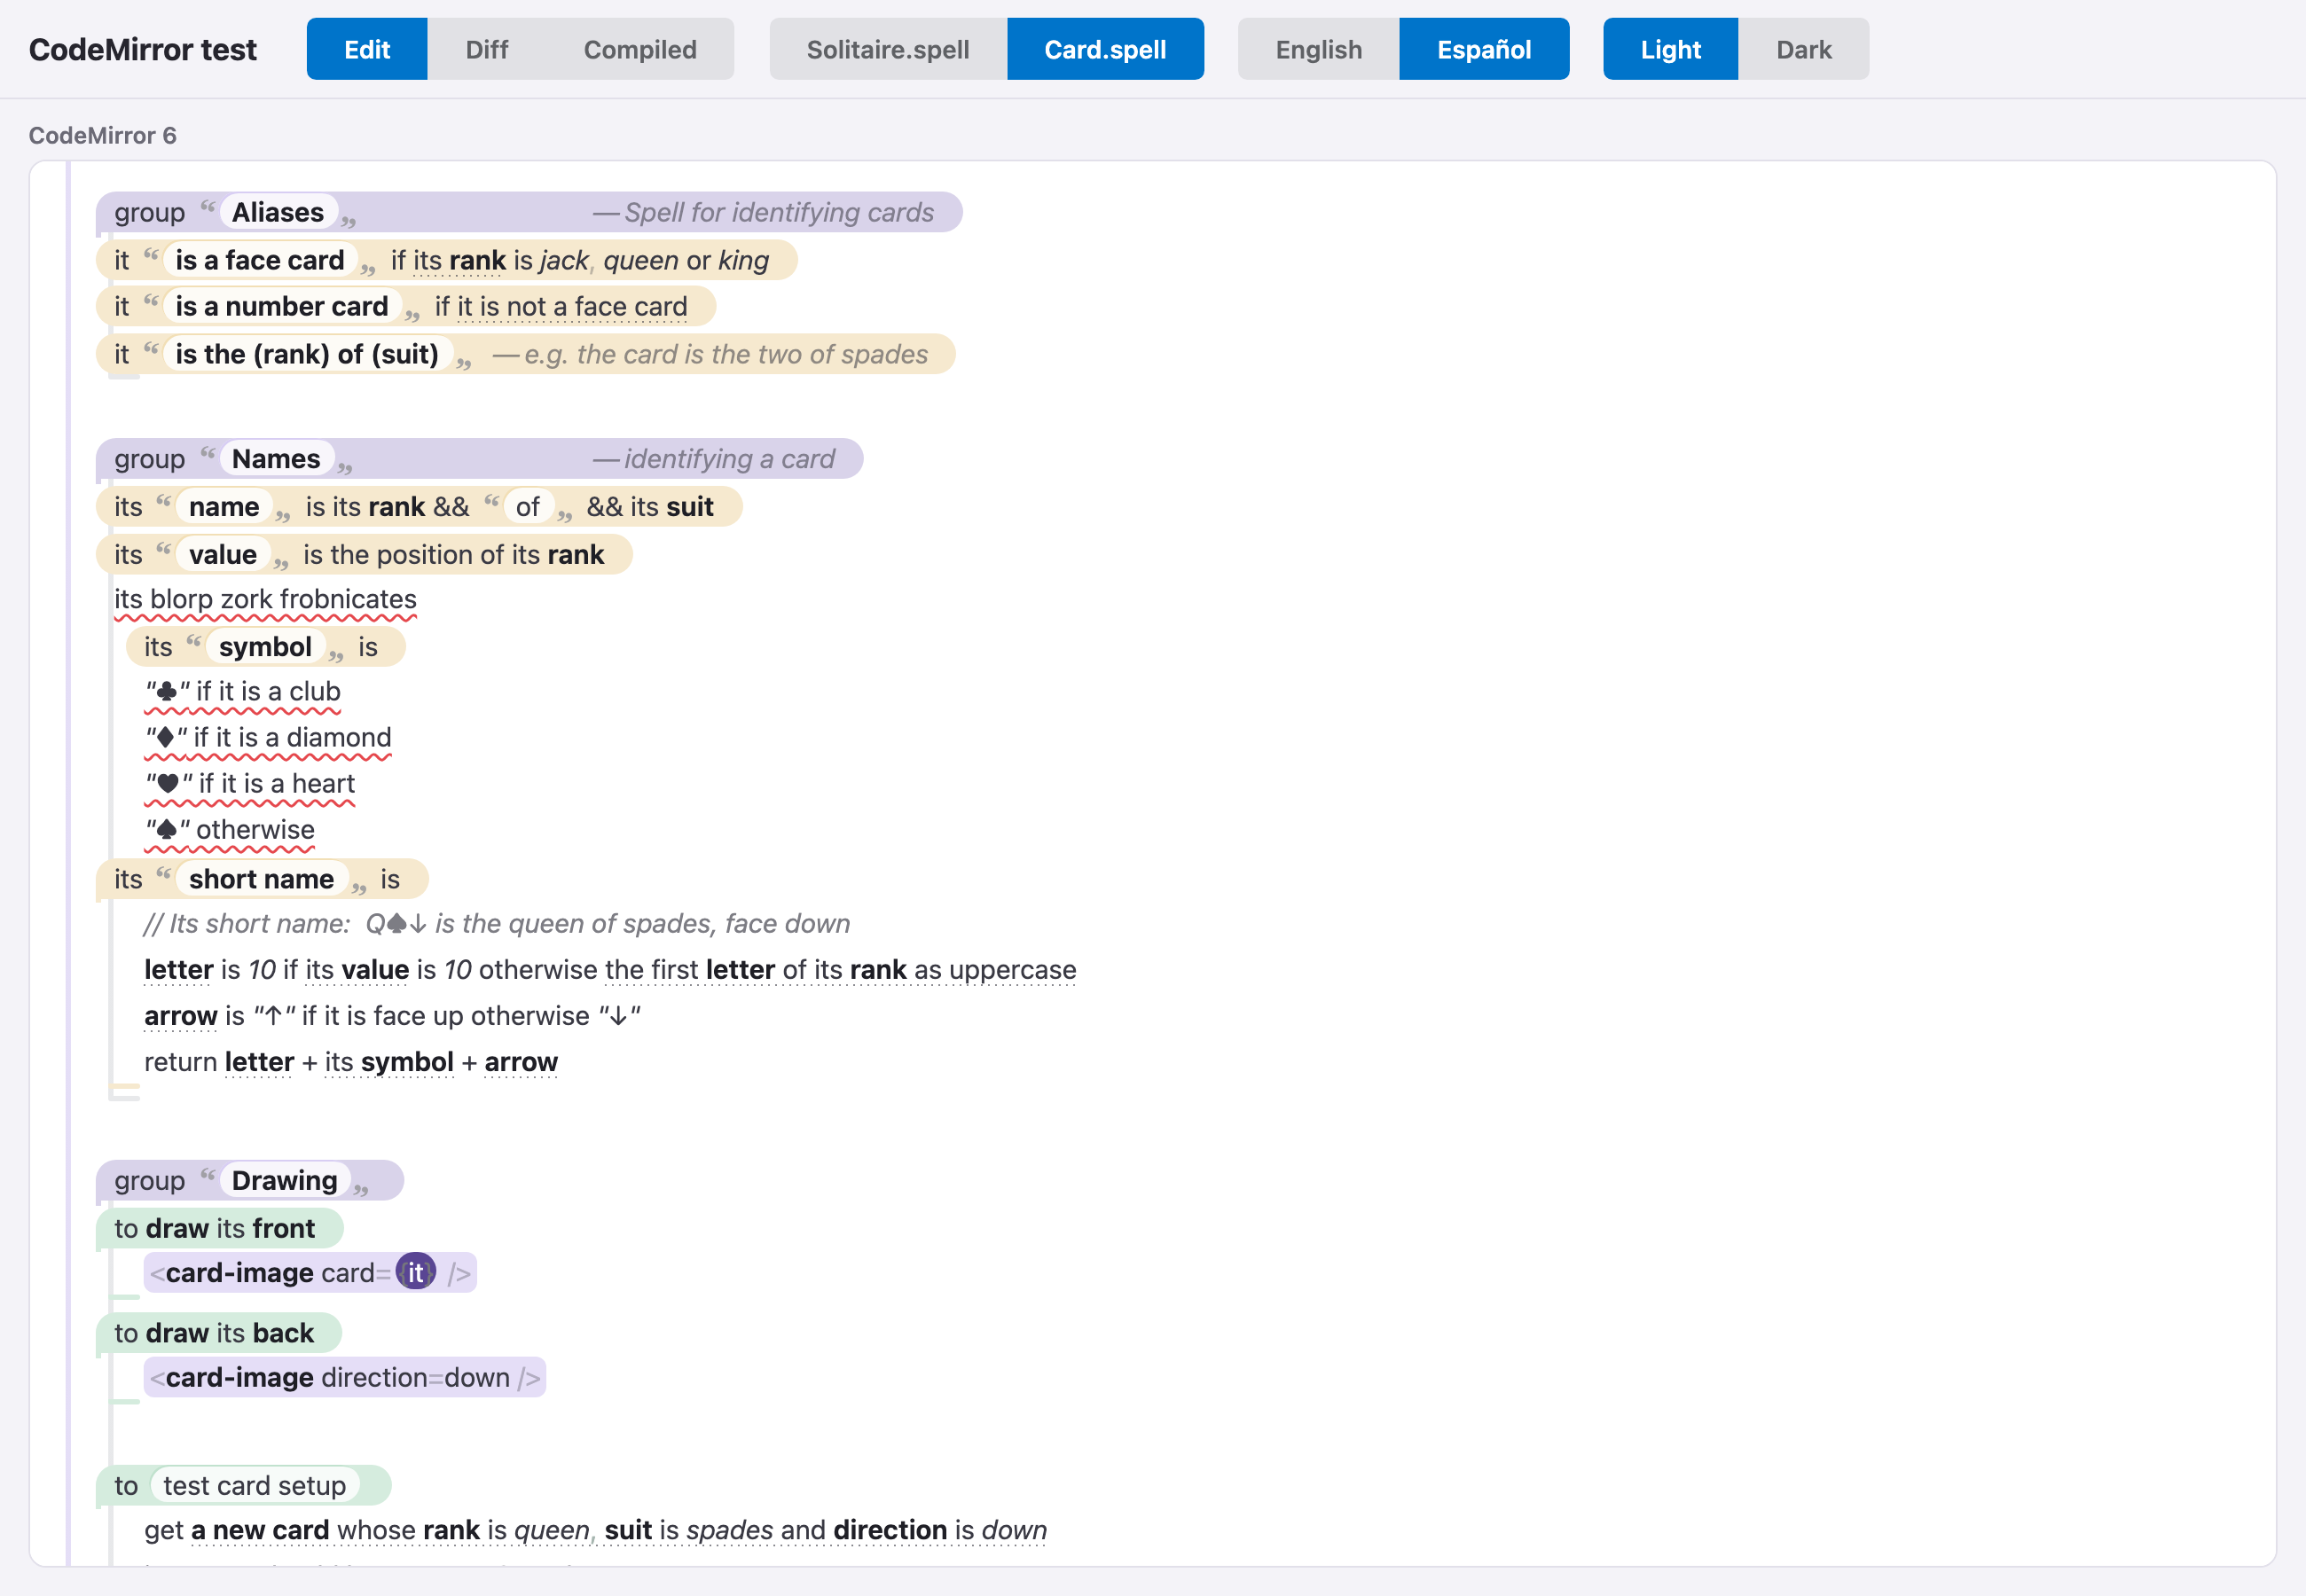 CodeMirror test Edit Diff Compiled Solitaire.spell Card.spell English Español Light Dark
CodeMirror 6
group “ Aliases „ — Spell for identifying cards
it “ is a face card „ if its rank is jack, queen or king
it “ is a number card „ if it is not a face card
it “ is the (rank) of (suit) „ — e.g. the card is the two of spades
group “ Names „ — identifying a card
its “ name „ is its rank && “ of „ && its suit
its “ value „ is the position of its rank
its blorp zork frobnicates
its “ symbol „ is
"♣" if it is a club
"♦" if it is a diamond
"♥" if it is a heart
"♠" otherwise
its “ short name „ is
// Its short name: Q♠↓ is the queen of spades, face down
letter is 10 if its value is 10 otherwise the first letter of its rank as uppercase
arrow is "↑" if it is face up otherwise "↓"
return letter + its symbol + arrow
group “ Drawing „
to draw its front
<card-image card={it} />
to draw its back
<card-image direction=down />
to test card setup
get a new card whose rank is queen, suit is spades and direction is down